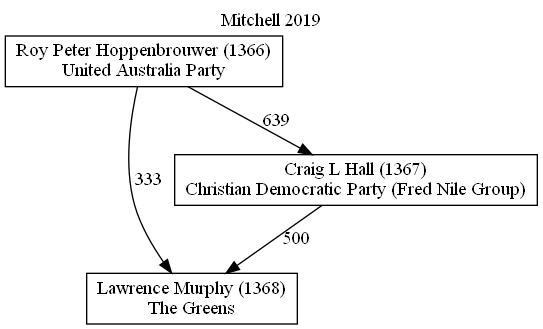 Mitchell 2019
Roy Peter Hoppenbrouwer (1366)
United Australia Party
639
Craig L Hall (1367)
Christian Democratic Party (Fred Nile Group)
333
500
Lawrence Murphy (1368)
The Greens